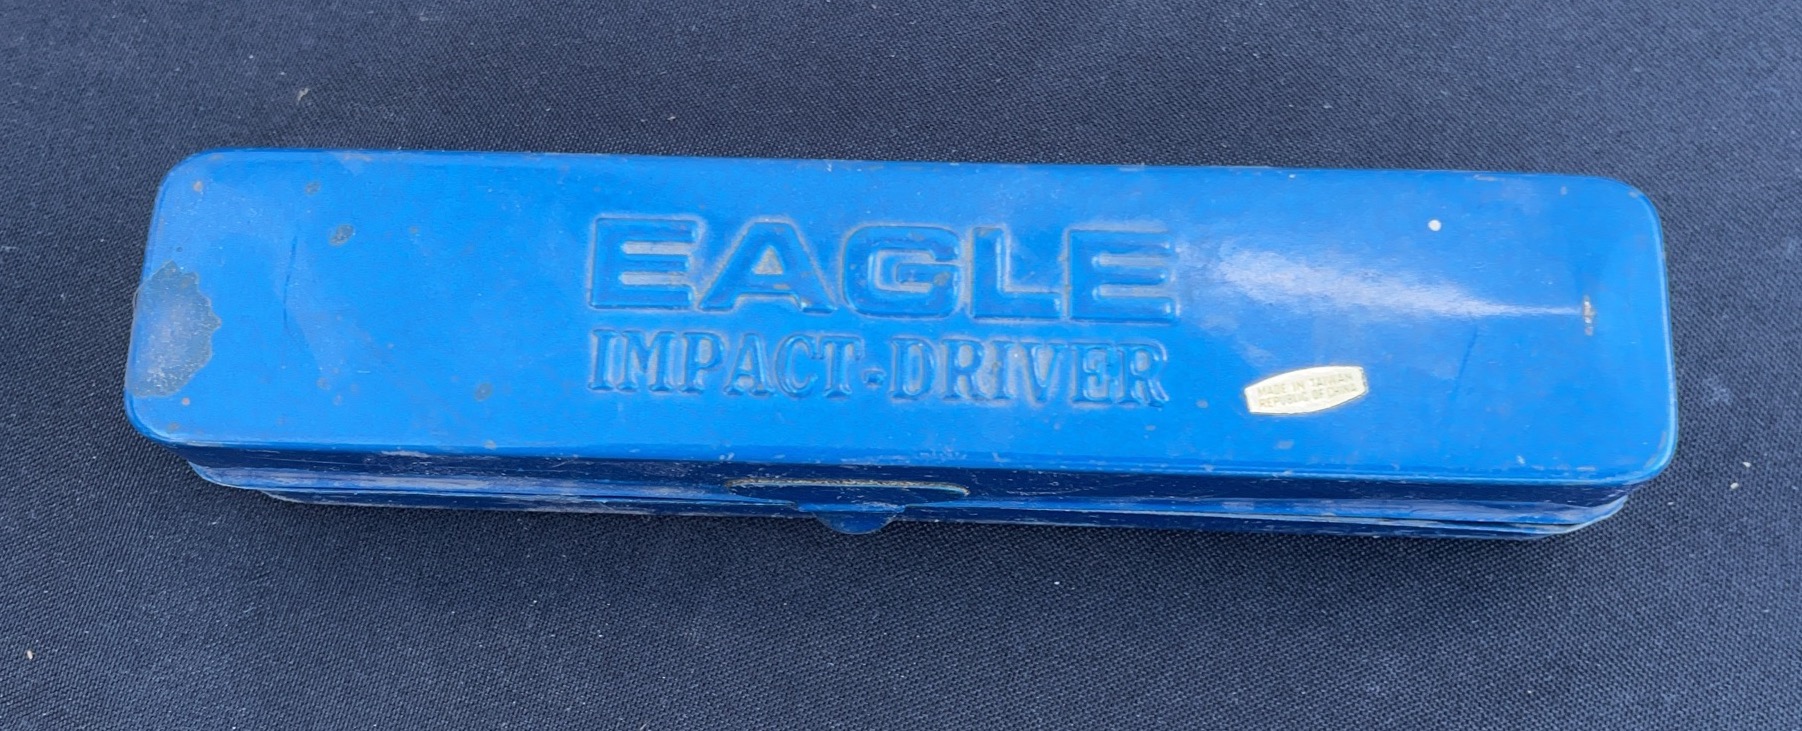 EAGLE
IMPACT-DRIVER
MADE IN TAIWAN
REPUBLIC OF CHINA